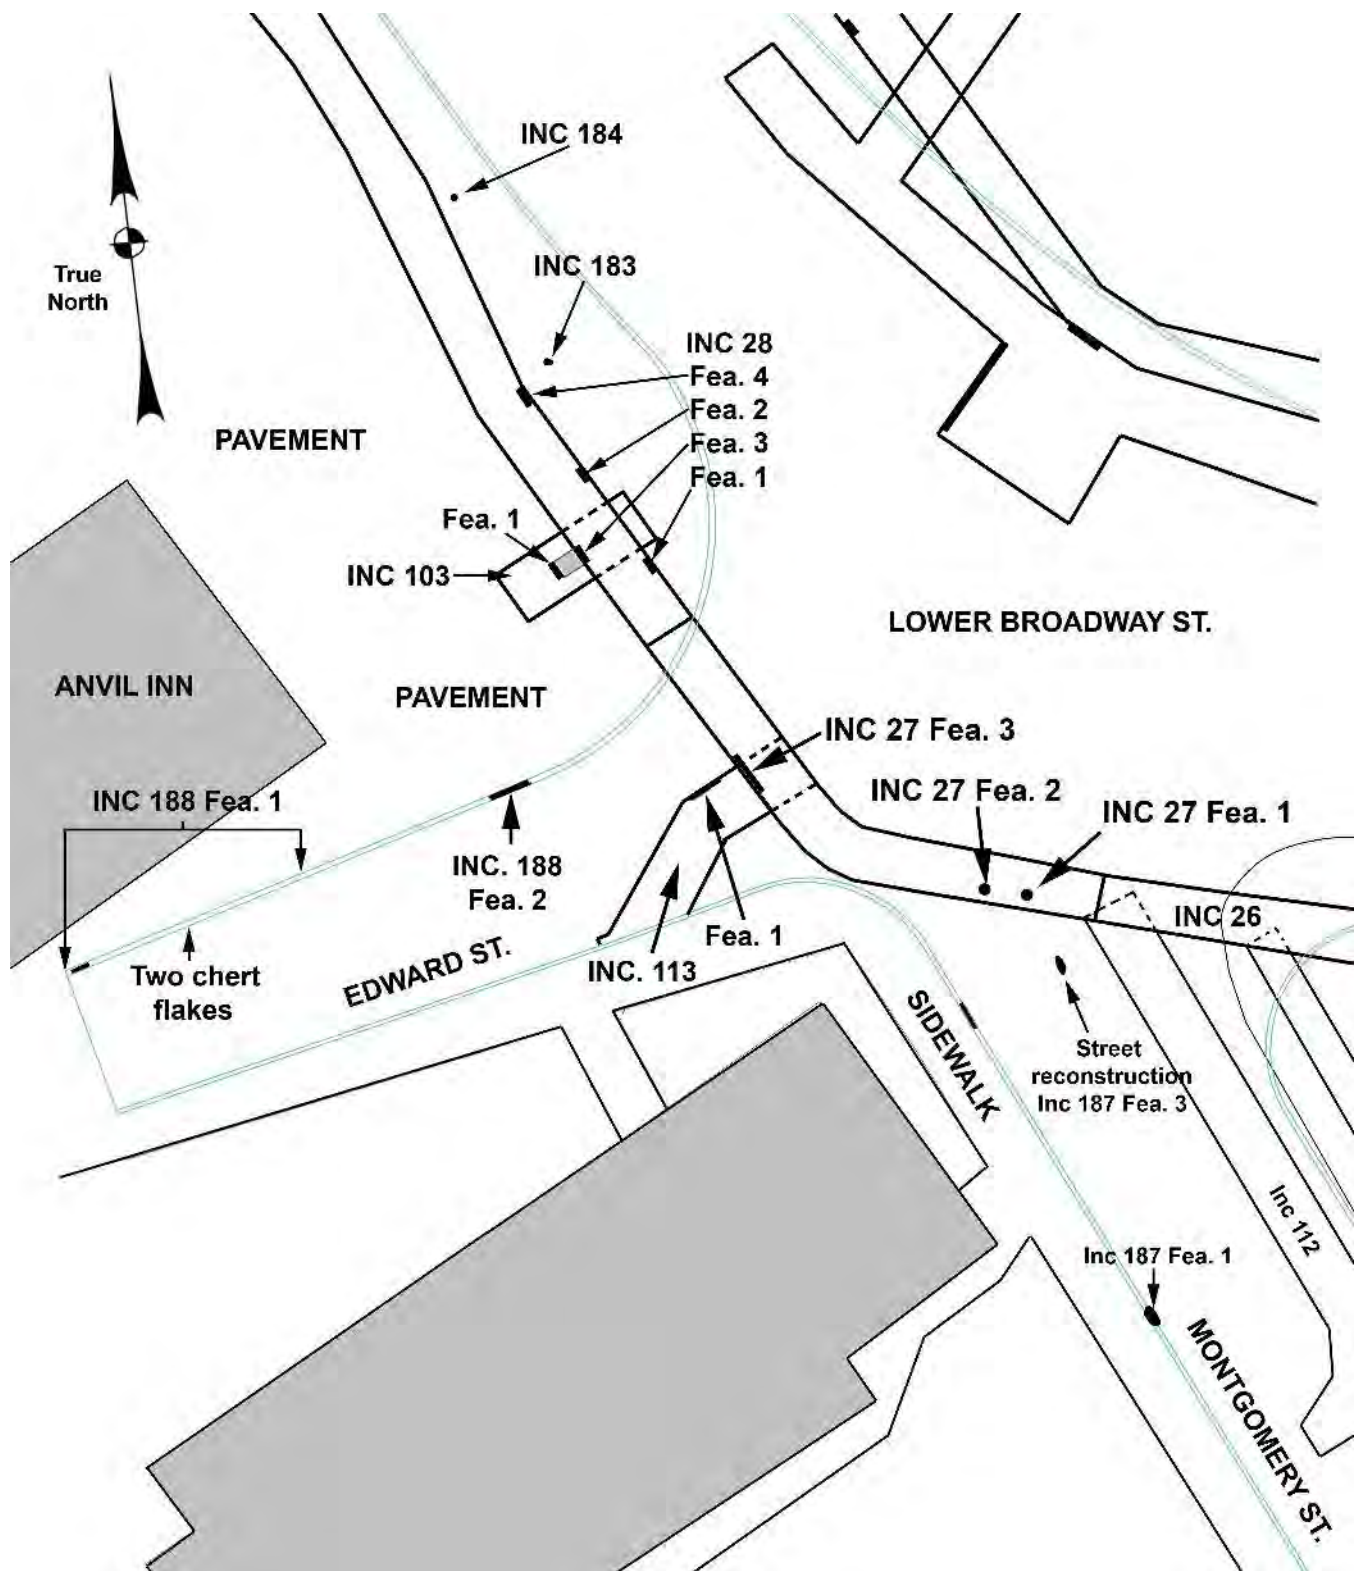 INC 184
INC 183
True
North
INC 28
Fea. 4
Fea. 2
Fea. 3
Fea. 1
PAVEMENT
Fea. 1
INC 103
LOWER BROADWAY ST.
ANVIL INN
PAVEMENT
INC 27 Fea. 3
INC 27 Fea. 2
INC 27 Fea. 1
INC 188 Fea. 1
INC. 188
Fea. 2
INC 26
Fea. 1
INC. 113
Two chert
flakes
EDWARD ST.
SIDEWALK
Street
reconstruction
Inc 187 Fea. 3
Inc 112
Inc 187 Fea. 1
MONTGOMERY ST.